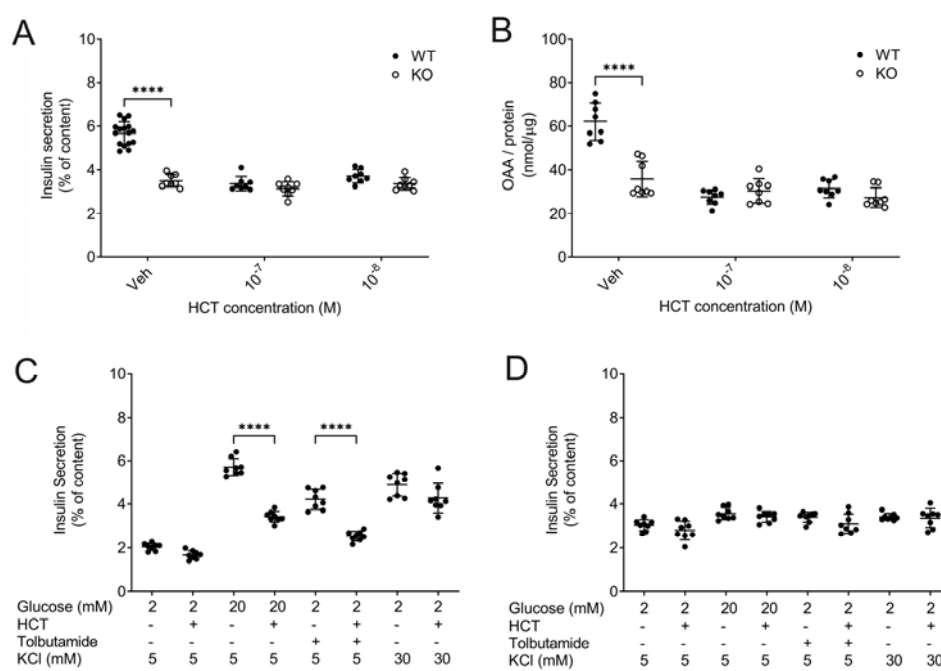 A
Insulin secretion
(% of content)
10
8
6
4
2
0
****
WT
KO
Veh
10-7
10-8
HCT concentration (M)
B
OAA / protein
(nmol/µg)
100
80
60
40
20
0
****
WT
KO
Veh
10-7
10-8
HCT concentration (M)
C
Insulin Secretion
(% of content)
10
8
6
4
2
0
****
****
Glucose (mM) 2 2 20 20 2 2 2 2
HCT - + - + - + - +
Tolbutamide - - - - + + - -
KCl (mM) 5 5 5 5 5 5 30 30
D
Insulin Secretion
(% of content)
10
8
6
4
2
0
Glucose (mM) 2 2 20 20 2 2 2 2
HCT - + - + - + - +
Tolbutamide - - - - + + - -
KCl (mM) 5 5 5 5 5 5 30 30